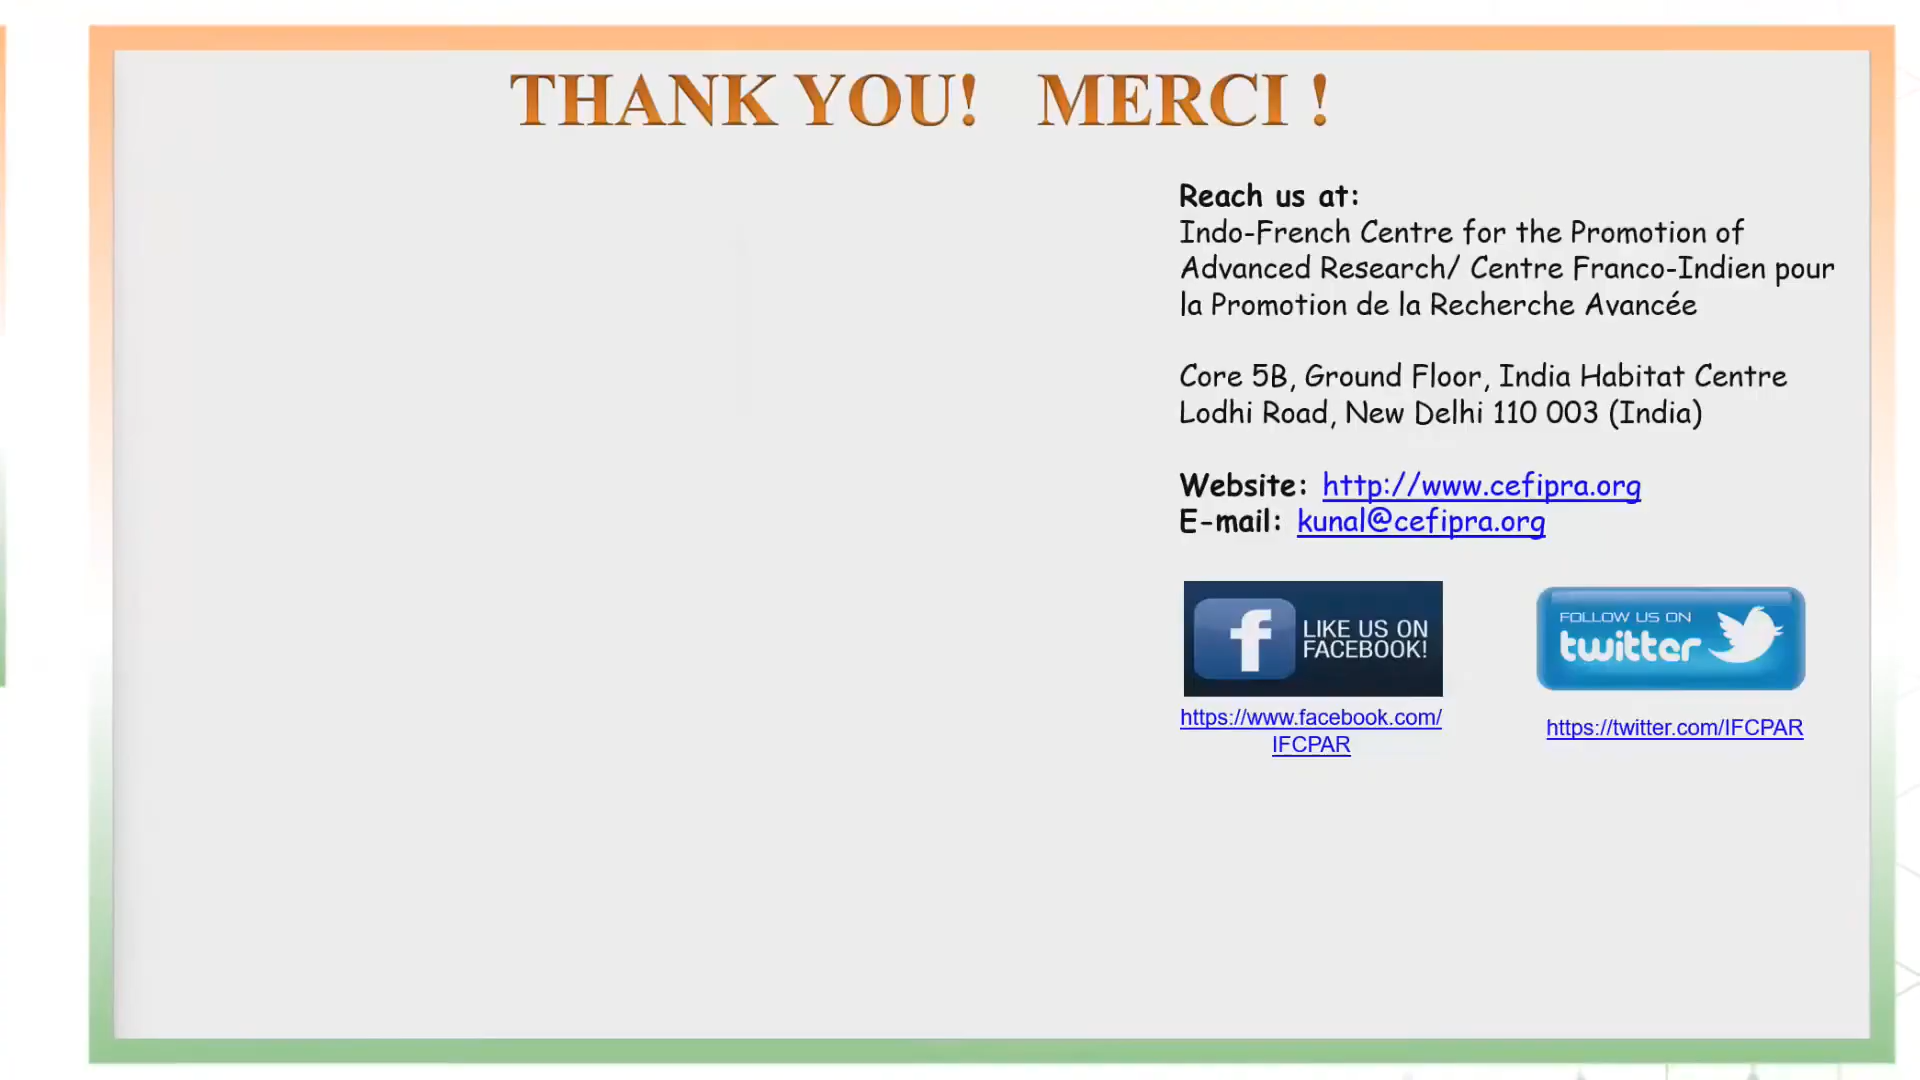 THANK YOU! MERCI !
Reach us at:
Indo-French Centre for the Promotion of
Advanced Research/ Centre Franco-Indien pour
la Promotion de la Recherche Avancée
Core 5B, Ground Floor, India Habitat Centre
Lodhi Road, New Delhi 110 003 (India)
Website: http://www.cefipra.org
E-mail: kunal@cefipra.org
f
LIKE US ON
FACEBOOK!
https://www.facebook.com/
IFCPAR
FOLLOW US ON
twitter
https://twitter.com/IFCPAR